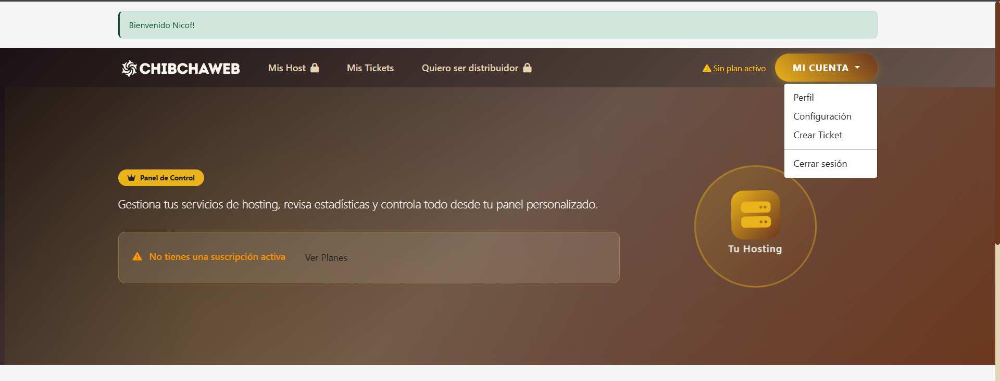 Bienvenido Nicof!
CHIBCHAWEB
Mis Host
Mis Tickets
Quiero ser distribuidor
Sin plan activo
MI CUENTA
Perfil
Configuración
Crear Ticket
Cerrar sesión
Panel de Control
Gestiona tus servicios de hosting, revisa estadísticas y controla todo desde tu panel personalizado.
No tienes una suscripción activa
Ver Planes
Tu Hosting